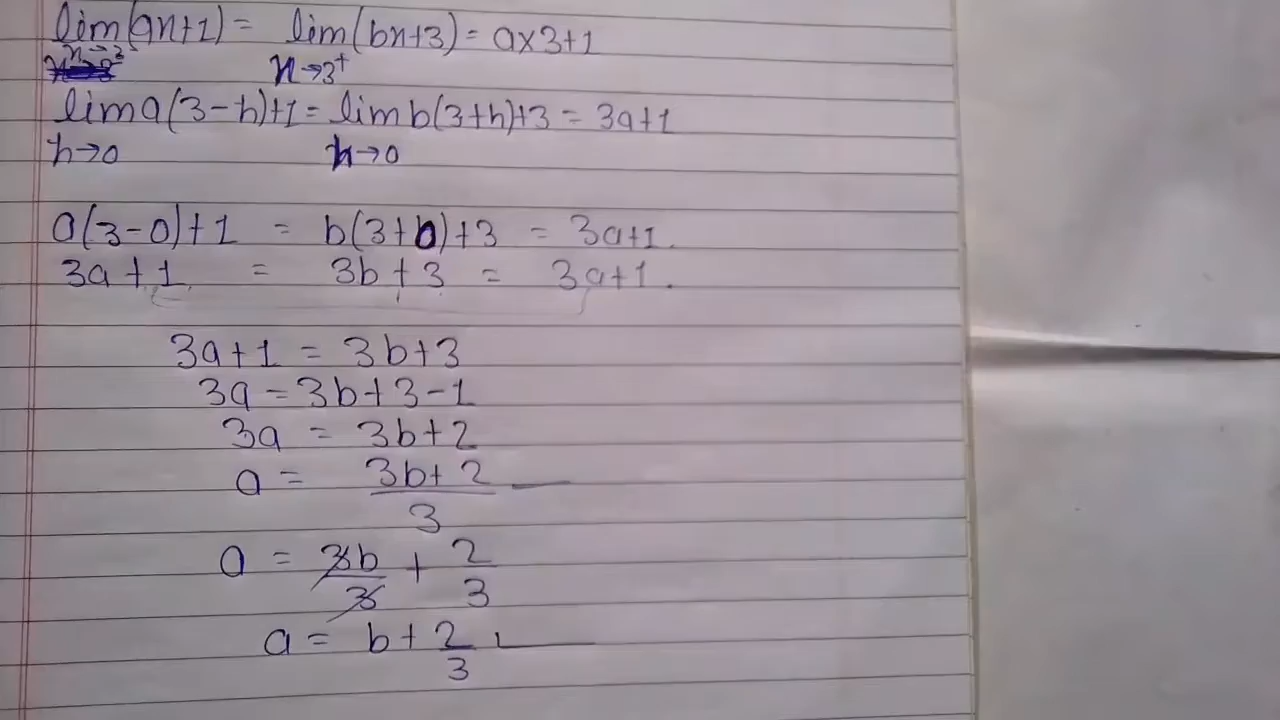 lim(an+1) = lim(bn+3) = a×3+1
n→3⁻ n→3⁺
lim a(3-h)+1 = lim b(3+h)+3 = 3a+1
h→0 h→0
a(3-0)+1 = b(3+0)+3 = 3a+1.
3a+1 = 3b+3 = 3a+1.
3a+1 = 3b+3
3a = 3b+3-1
3a = 3b+2
a = 3b+2/3
a = 3b/3 + 2/3
a = b+2/3